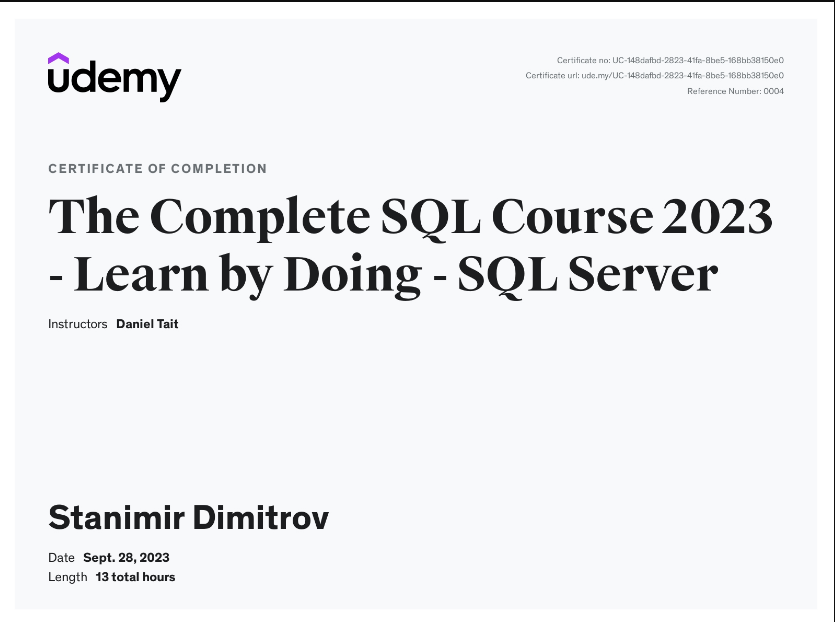 udemy
Certificate no: UC-148dafbd-2823-41fa-8be5-168bb38150e0
Certificate url: ude.my/UC-148dafbd-2823-41fa-8be5-168bb38150e0
Reference Number: 0004
CERTIFICATE OF COMPLETION
The Complete SQL Course 2023
- Learn by Doing - SQL Server
Instructors Daniel Tait
Stanimir Dimitrov
Date Sept. 28, 2023
Length 13 total hours